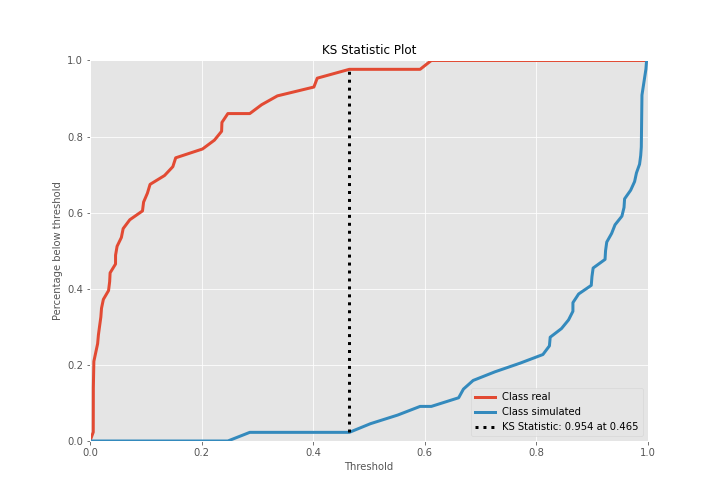 KS Statistic Plot
1.0
0.8
0.6
0.4
0.2
0.0
Percentage below threshold
0.0 0.2 0.4 0.6 0.8 1.0
Threshold
Class real
Class simulated
KS Statistic: 0.954 at 0.465